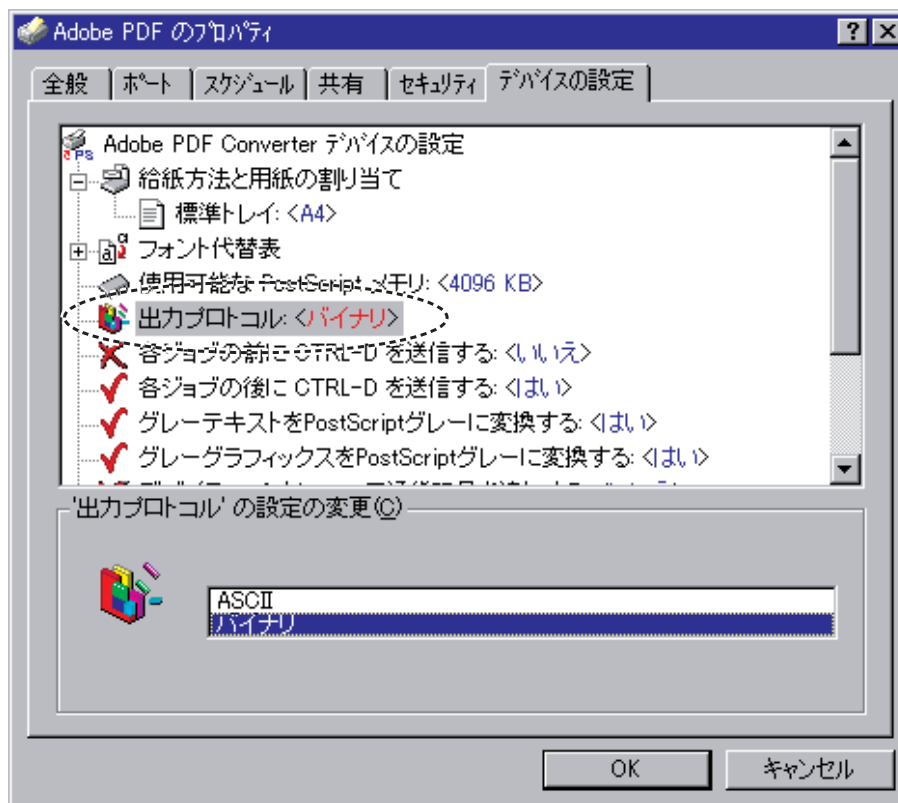 Adobe PDF のプロパティ
全般 ポート スケジュール 共有 セキュリティ デバイスの設定
Adobe PDF Converter デバイスの設定
給紙方法と用紙の割り当て
標準トレイ: <A4>
フォント代替表
使用可能な PostScript メモリ: <4096 KB>
出力プロトコル: <バイナリ>
各ジョブの前に CTRL-D を送信する: <いいえ>
各ジョブの後に CTRL-D を送信する: <はい>
グレーテキストをPostScriptグレーに変換する: <はい>
グレーグラフィックスをPostScriptグレーに変換する: <はい>
'出力プロトコル' の設定の変更(C)
ASCII
バイナリ
OK キャンセル